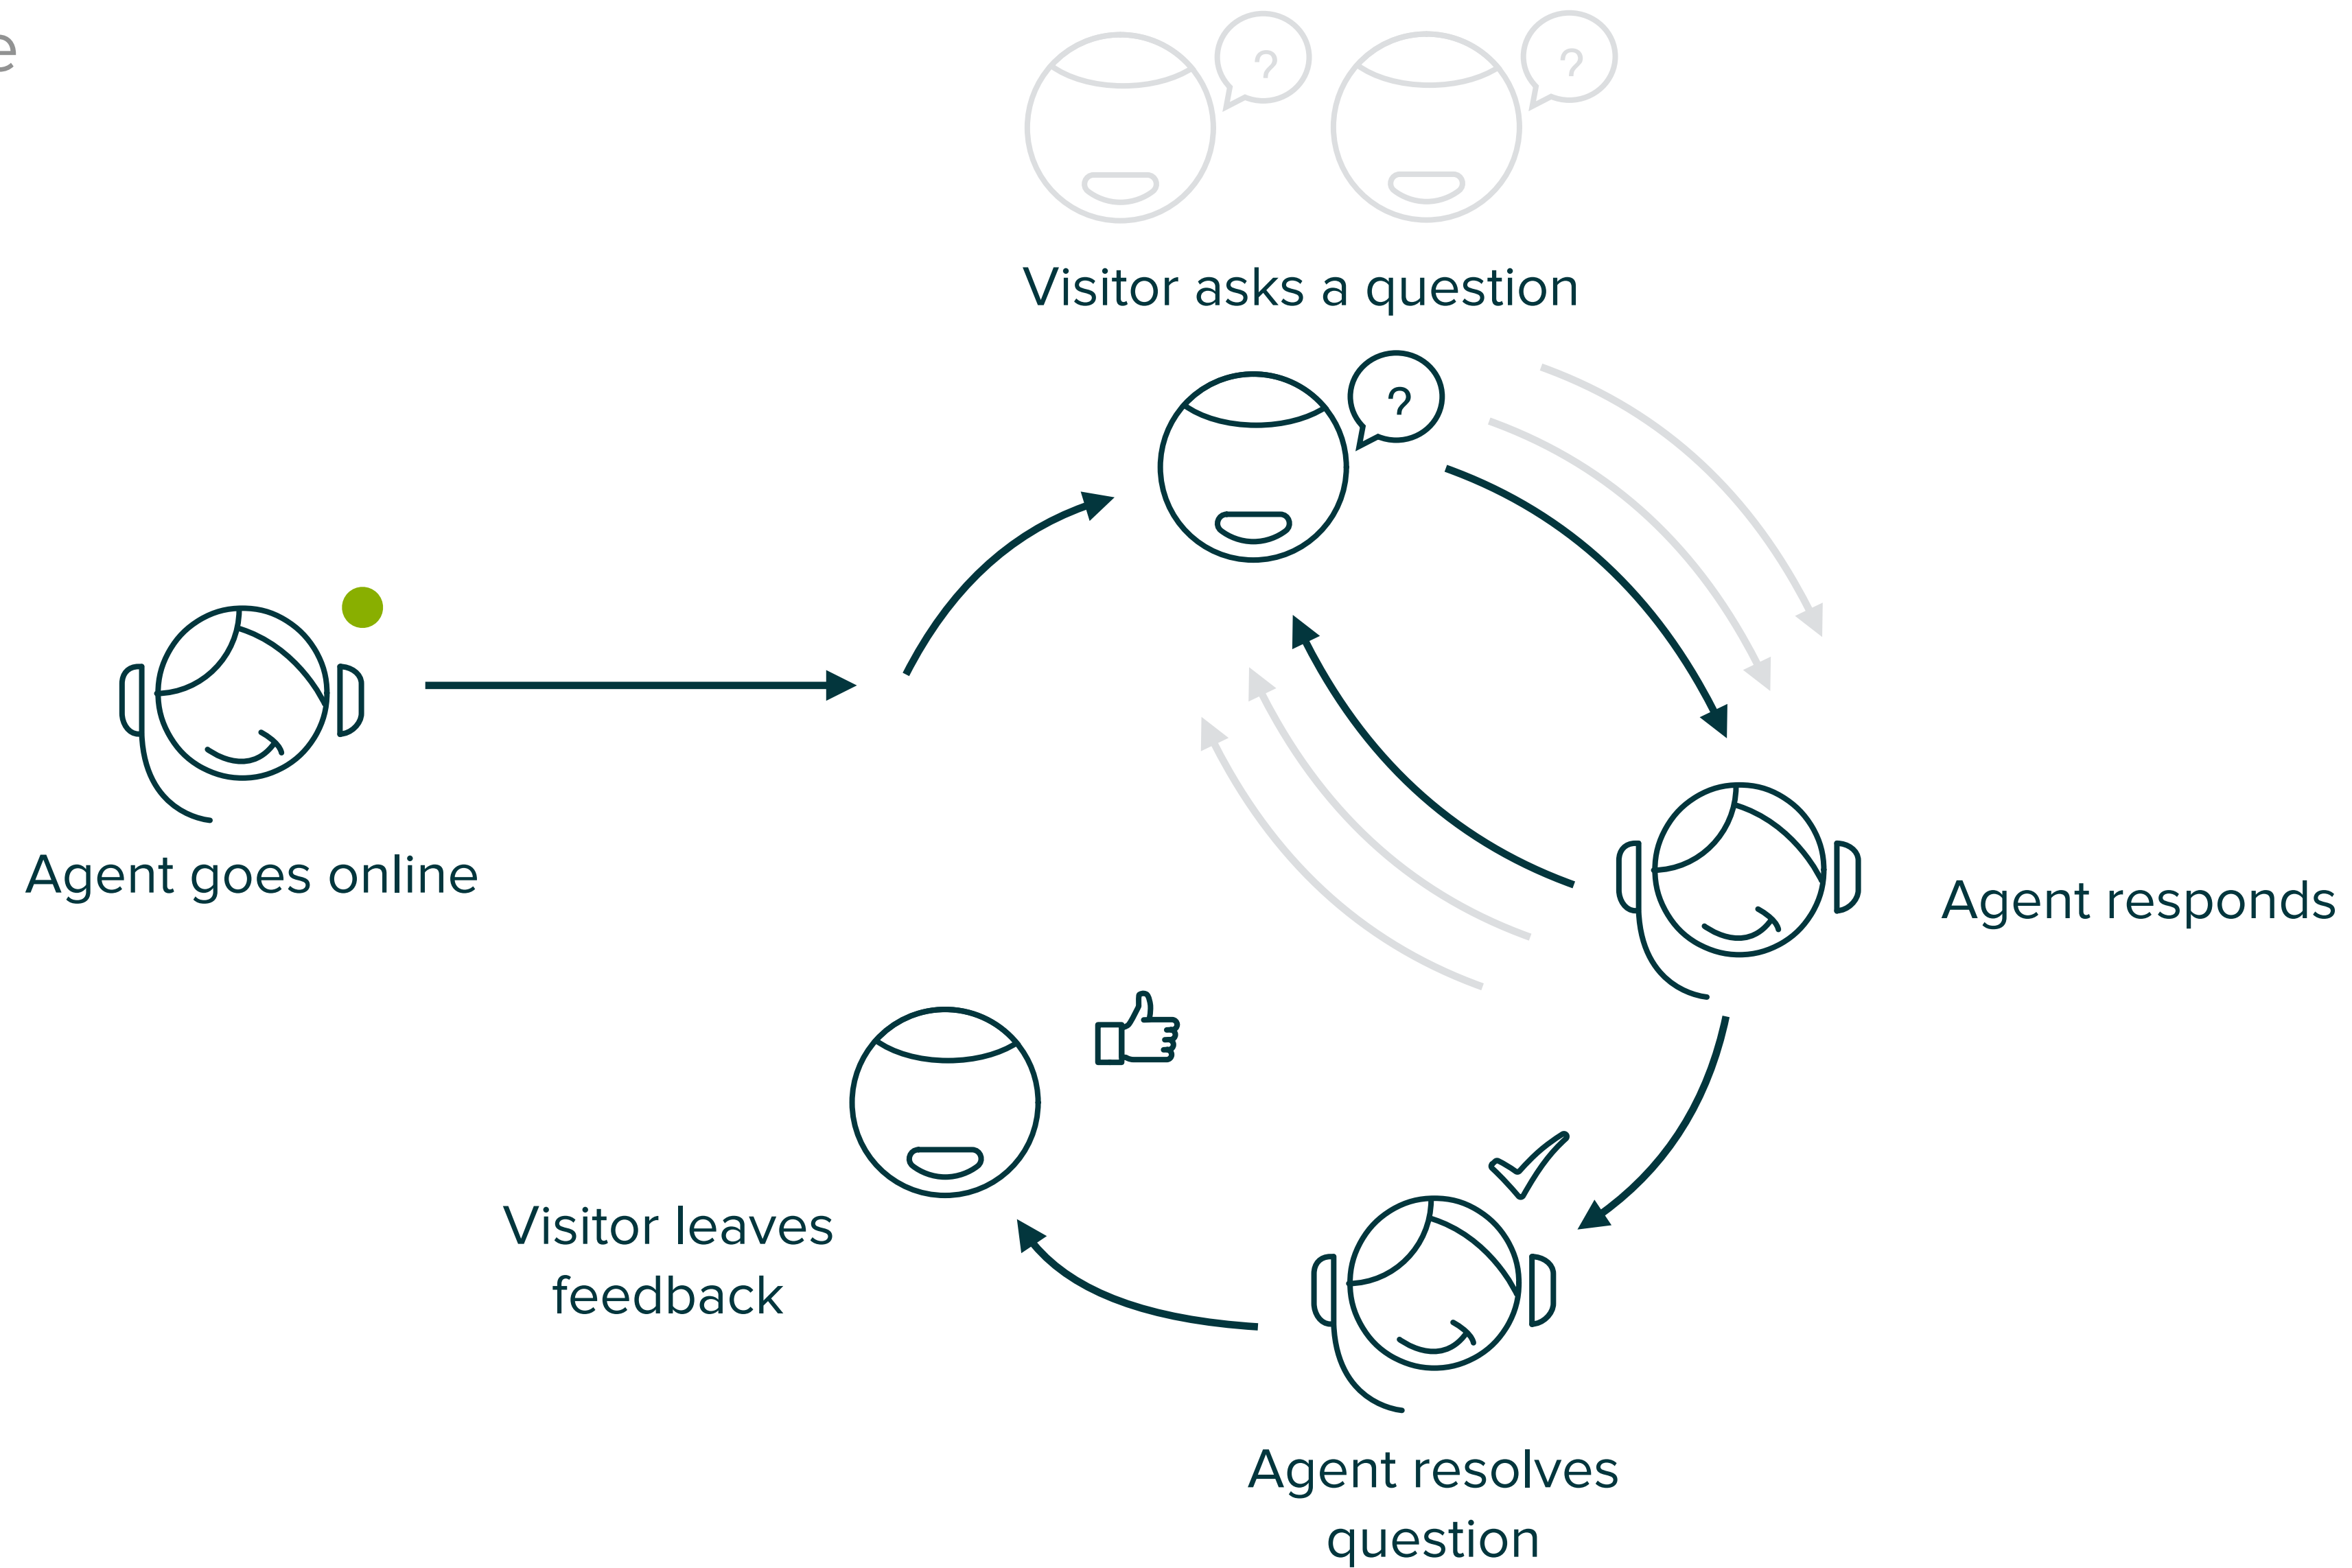 e
?
?
Visitor asks a question
?
Agent goes online
Agent responds
Visitor leaves
feedback
Agent resolves
question